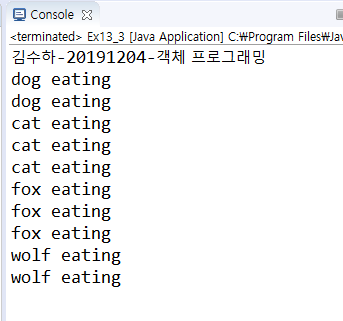 Console
<terminated> Ex13_3 [Java Application] C:₩Program Files₩Jav
김수하-20191204-객체 프로그래밍
dog eating
dog eating
cat eating
cat eating
cat eating
fox eating
fox eating
fox eating
wolf eating
wolf eating